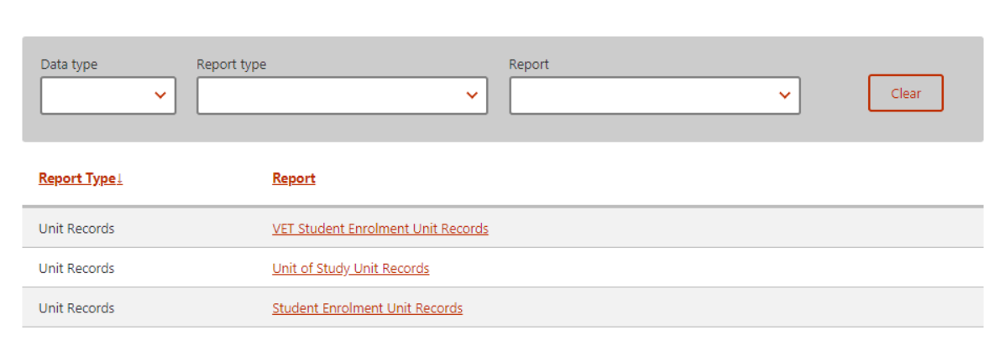 Data type Report type Report
Clear
Report Type↓ Report
Unit Records VET Student Enrolment Unit Records
Unit Records Unit of Study Unit Records
Unit Records Student Enrolment Unit Records